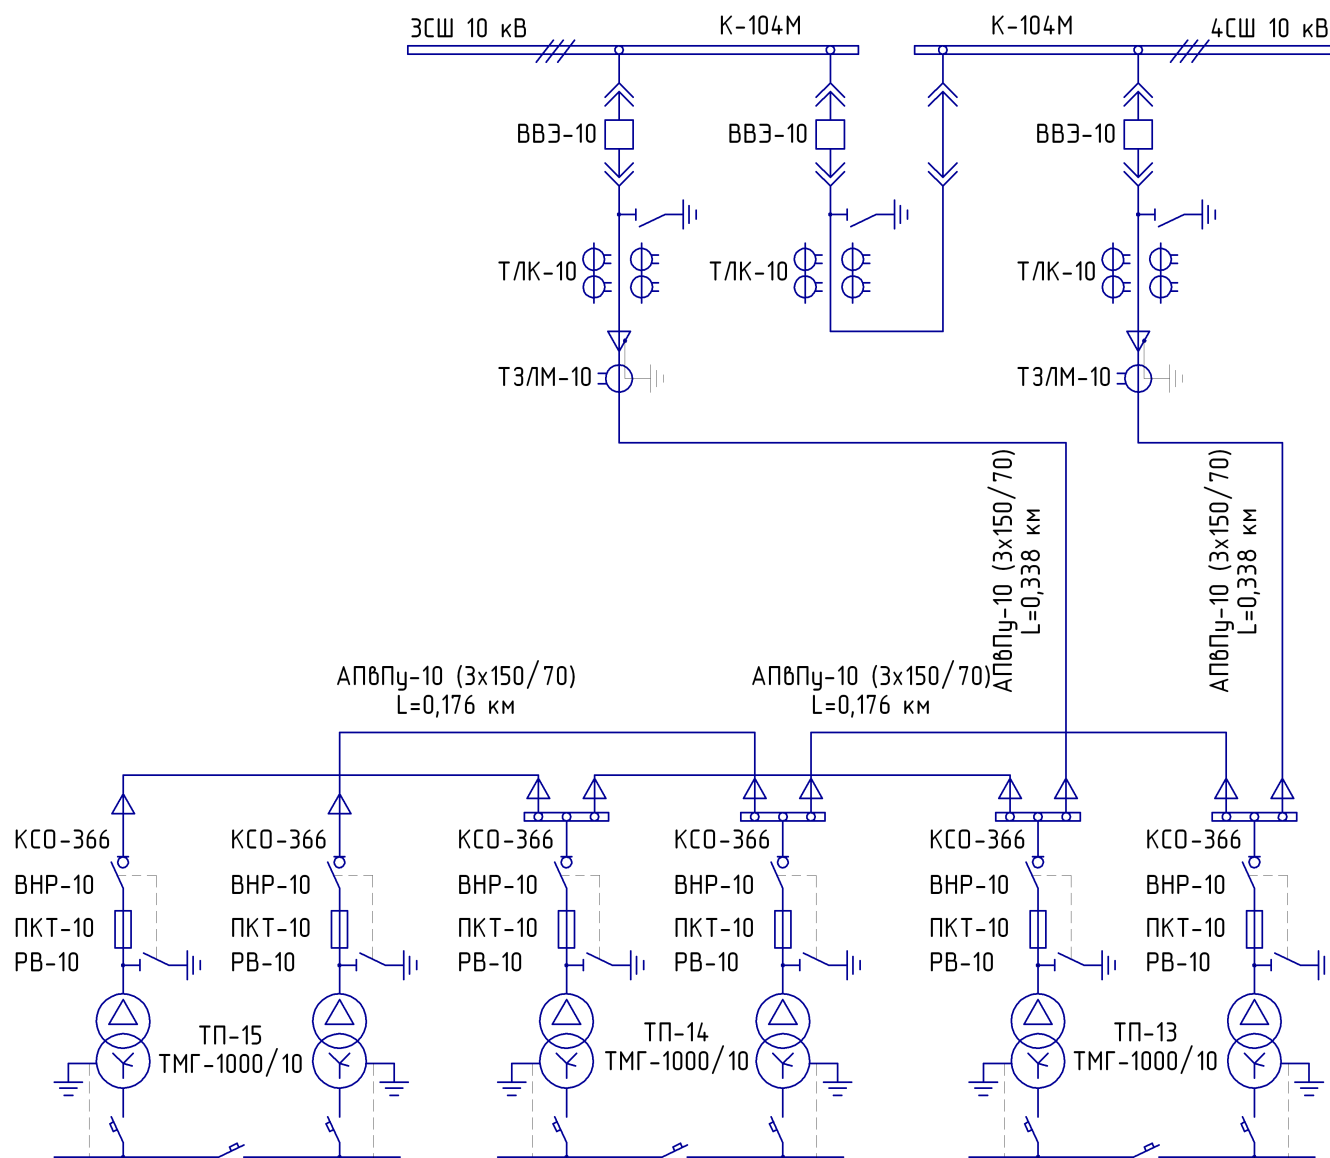 3СШ 10 кВ
К-104М
К-104М
4СШ 10 кВ
ВВЭ-10
ВВЭ-10
ВВЭ-10
ТЛК-10
ТЛК-10
ТЛК-10
ТЗЛМ-10
ТЗЛМ-10
АПвПу-10 (3х150/70)
L=0,338 км
АПвПу-10 (3х150/70)
L=0,338 км
АПвПу-10 (3х150/70)
L=0,176 км
АПвПу-10 (3х150/70)
L=0,176 км
КСО-366
КСО-366
КСО-366
КСО-366
КСО-366
КСО-366
ВНР-10
ВНР-10
ВНР-10
ВНР-10
ВНР-10
ВНР-10
ПКТ-10
ПКТ-10
ПКТ-10
ПКТ-10
ПКТ-10
ПКТ-10
РВ-10
РВ-10
РВ-10
РВ-10
РВ-10
РВ-10
ТП-15
ТМГ-1000/10
ТП-14
ТМГ-1000/10
ТП-13
ТМГ-1000/10